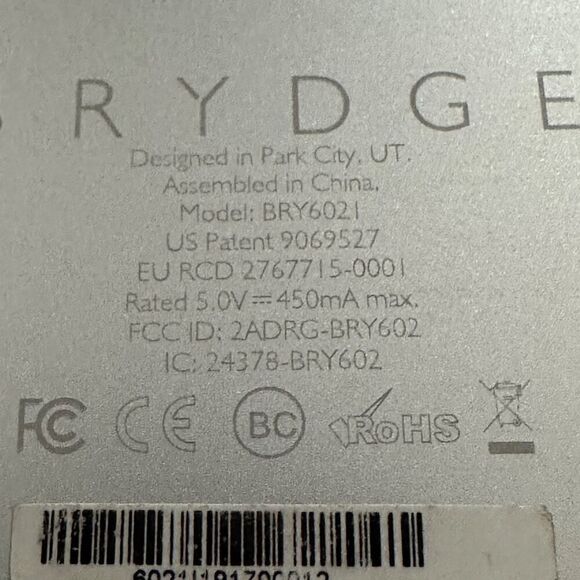 BRYDGE
Designed in Park City, UT.
Assembled in China.
Model: BRY6021
US Patent 9069527
EU RCD 2767715-0001
Rated 5.0V⎓450mA max.
FCC ID: 2ADRG-BRY602
IC: 24378-BRY602
FC CE BC RoHS